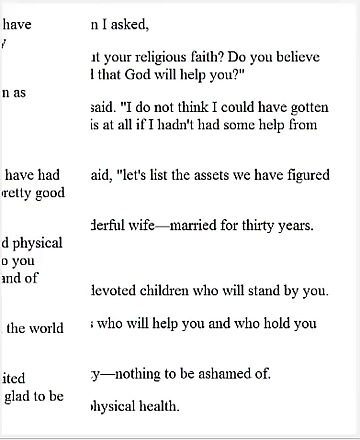 have
n I asked,
y
ut your religious faith? Do you believe
that God will help you?"
n as
said. "I do not think I could have gotten
is at all if I hadn't had some help from
have had
aid, "let's list the assets we have figured
retty good
derful wife—married for thirty years.
d physical
o you
and of
devoted children who will stand by you.
who will help you and who hold you
the world
y—nothing to be ashamed of.
ited
glad to be
physical health.